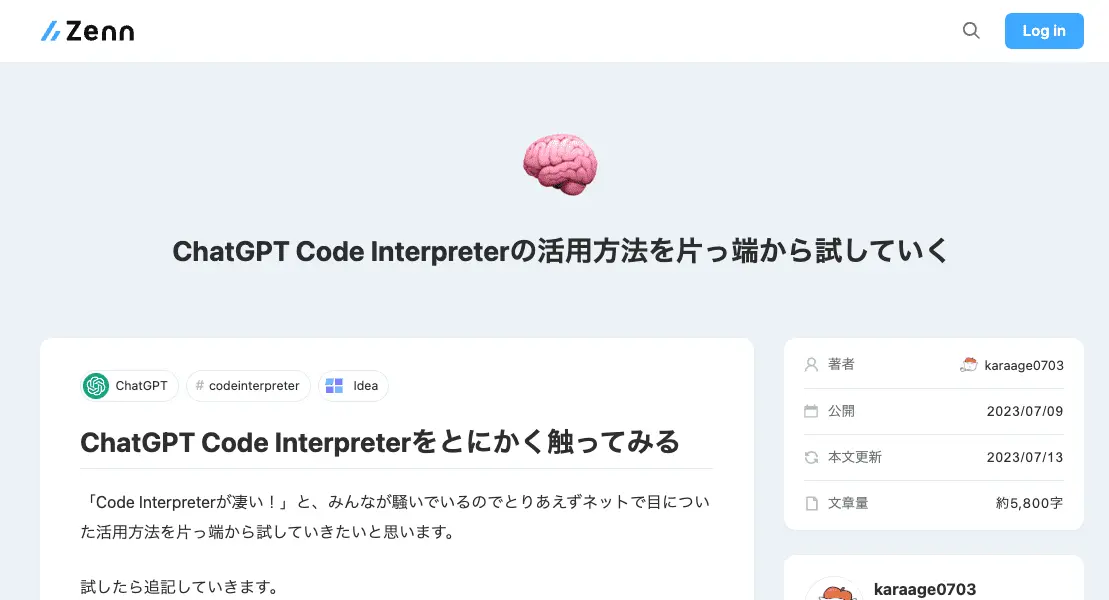 Zenn
Log in
ChatGPT Code Interpreterの活用方法を片っ端から試していく
ChatGPT
# codeinterpreter
Idea
ChatGPT Code Interpreterをとにかく触ってみる
「Code Interpreterが凄い！」と、みんなが騒いでいるのでとりあえずネットで目につい
た活用方法を片っ端から試していきたいと思います。
試したら追記していきます。
著者 karaage0703
公開 2023/07/09
本文更新 2023/07/13
文章量 約5,800字
karaage0703